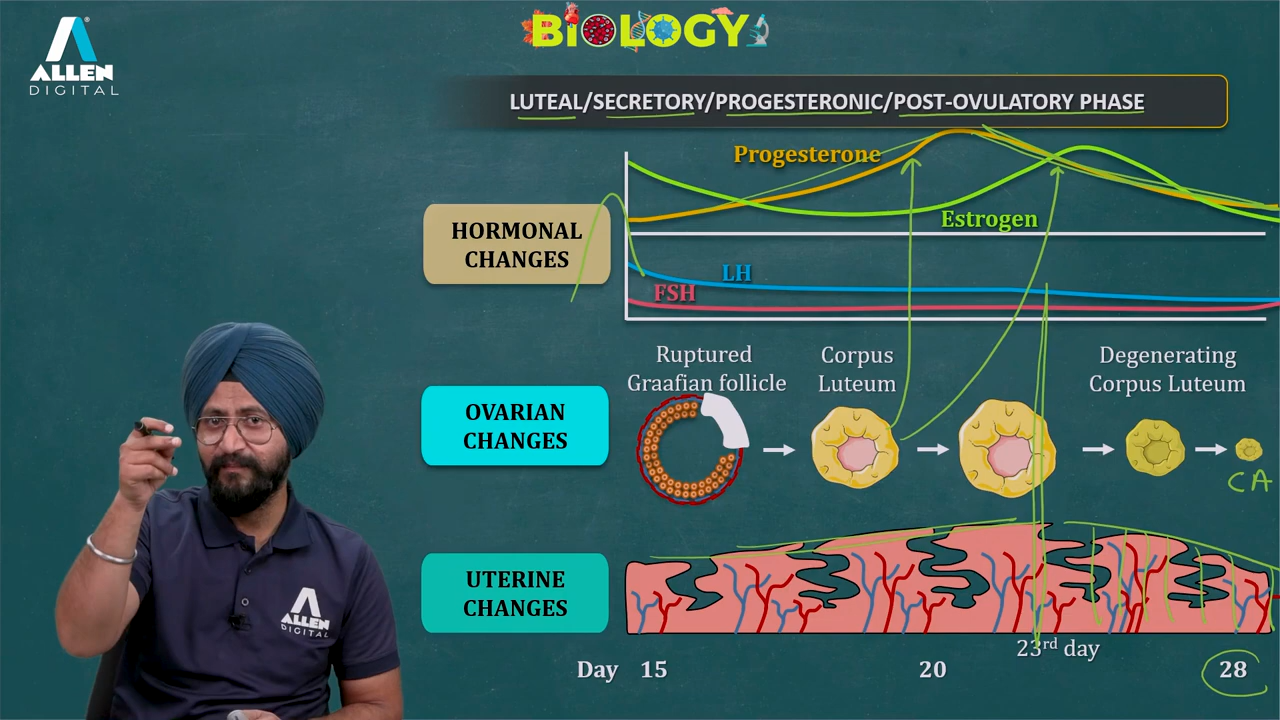 BIOLOGY
ALLEN
DIGITAL
LUTEAL/SECRETORY/PROGESTERONIC/POST-OVULATORY PHASE
Progesterone
Estrogen
HORMONAL
CHANGES
LH
FSH
Ruptured
Graafian follicle
Corpus
Luteum
Degenerating
Corpus Luteum
OVARIAN
CHANGES
CA
UTERINE
CHANGES
ALLEN
DIGITAL
23rd day
Day 15 20 28